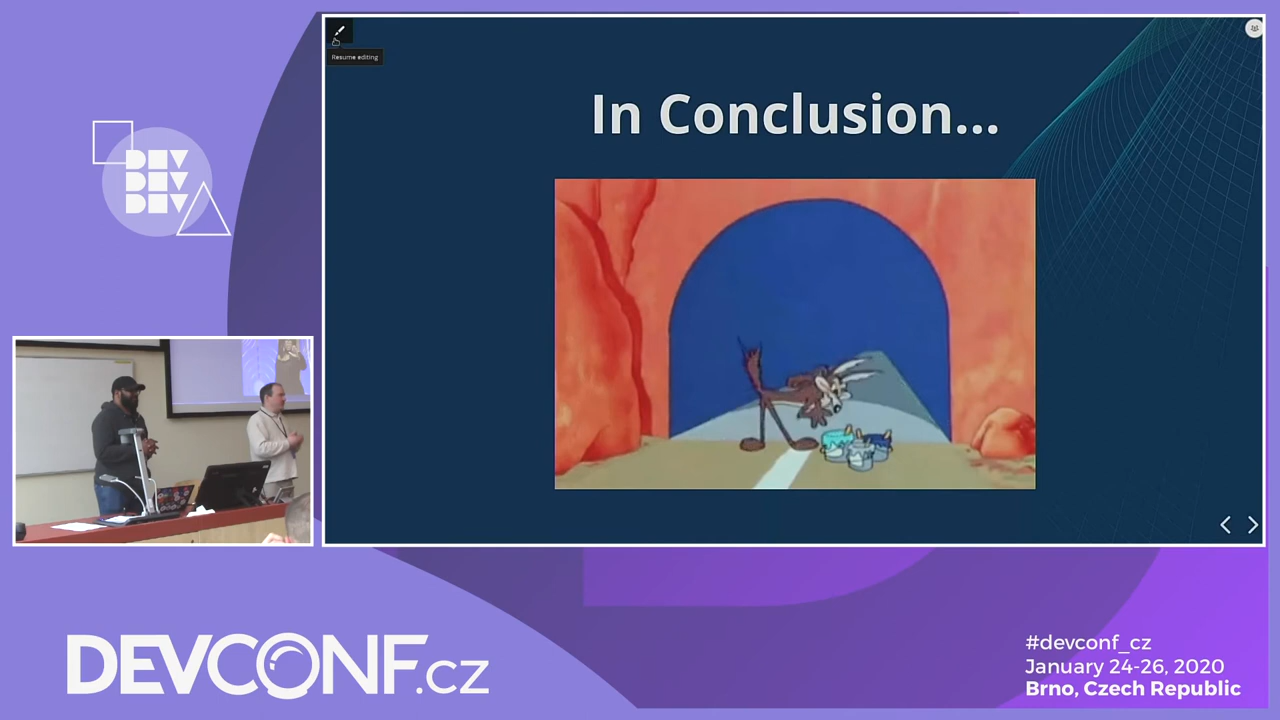 Resume editing
In Conclusion...
DEV
DEV
DEV
DEVCONF.cz
#devconf_cz
January 24-26, 2020
Brno, Czech Republic